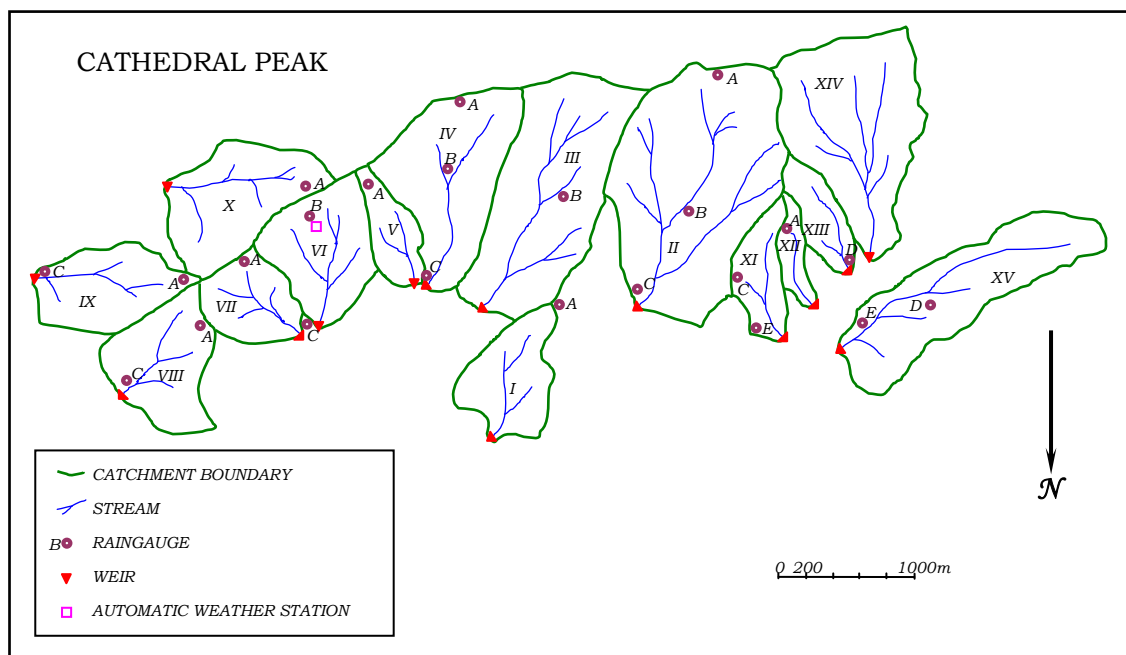 CATHEDRAL PEAK
A
XIV
A
IV
III
B
A
A
X
B
A
B
B
V
A
XIII
XII
VI
II
A
D
XI
XV
C
A
C
C
C
IX
VII
D
A
E
A
C
E
VIII
C
I
CATCHMENT BOUNDARY
STREAM
B RAINGAUGE
WEIR
AUTOMATIC WEATHER STATION
N
0 200 1000m